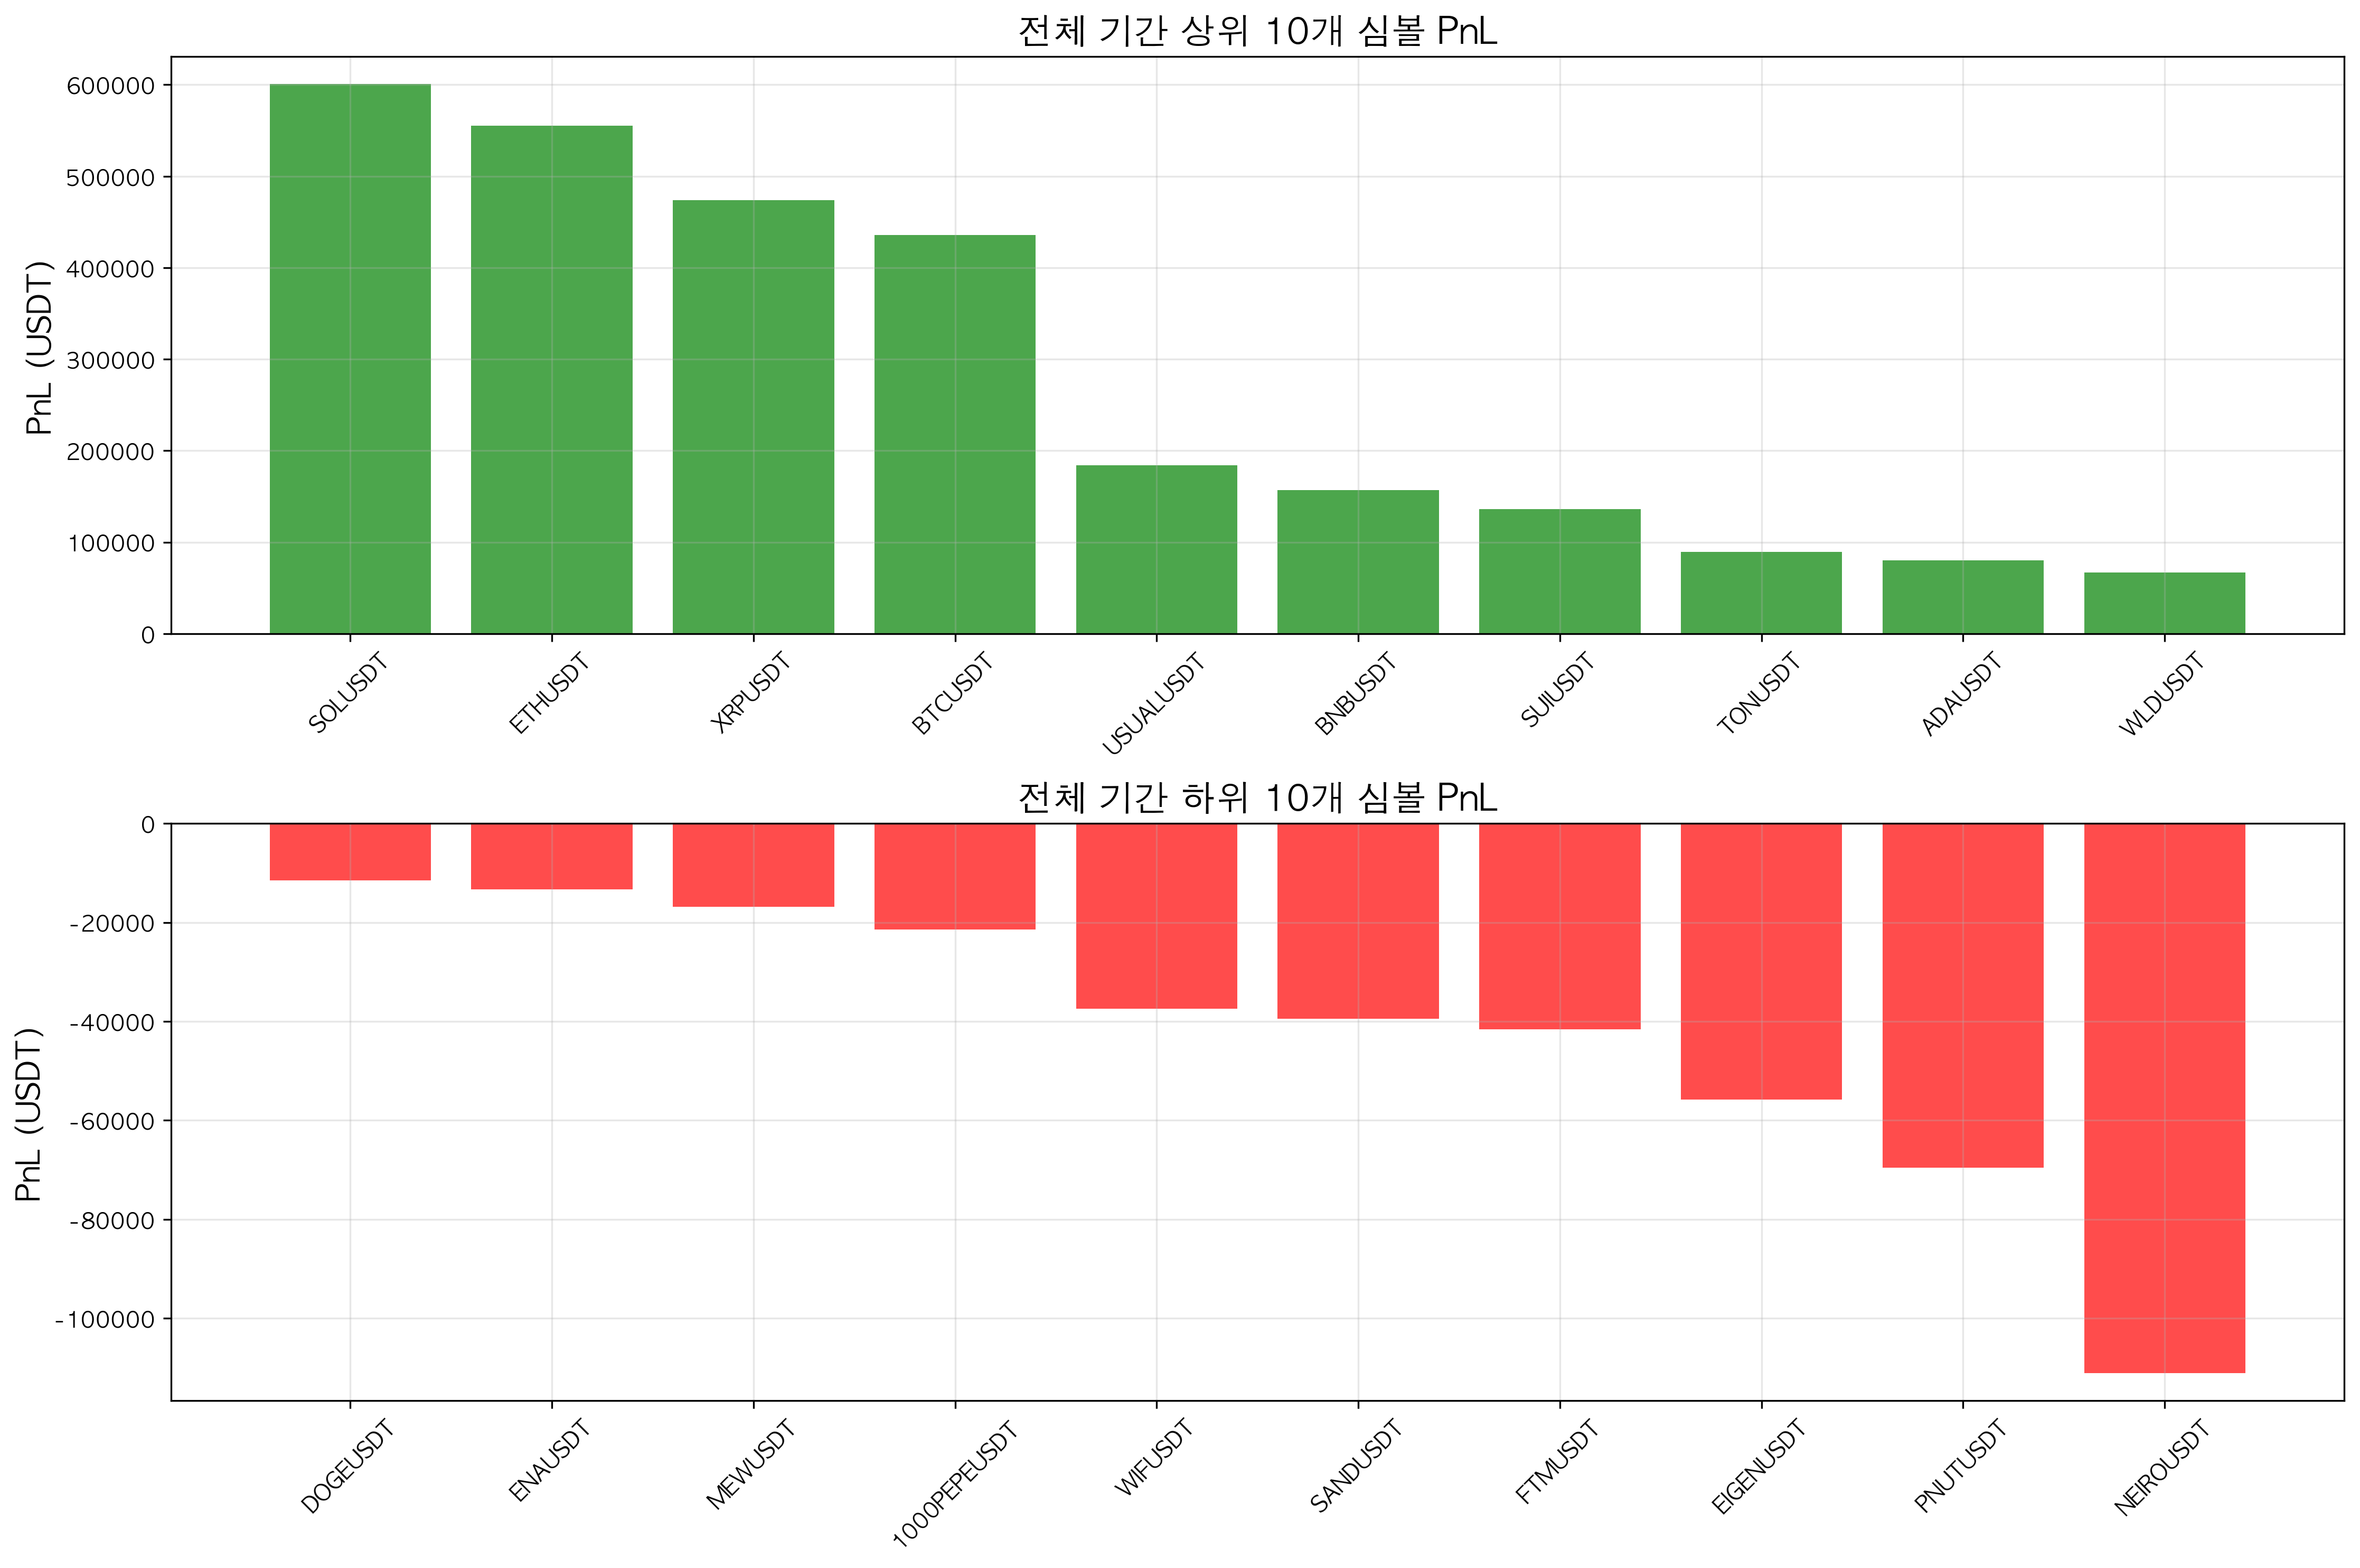 전체 기간 상위 10개 심볼 PnL
PnL (USDT)
600000
500000
400000
300000
200000
100000
0
SOLUSDT
ETHUSDT
XRPUSDT
BTCUSDT
USUALUSDT
BNBUSDT
SUIUSDT
TONUSDT
ADAUSDT
WLDUSDT
전체 기간 하위 10개 심볼 PnL
PnL (USDT)
0
-20000
-40000
-60000
-80000
-100000
DOGEUSDT
ENAUSDT
MEWUSDT
1000PEPEUSDT
WIFUSDT
SANDUSDT
FTMUSDT
EIGENUSDT
PNUTUSDT
NEIROUSDT